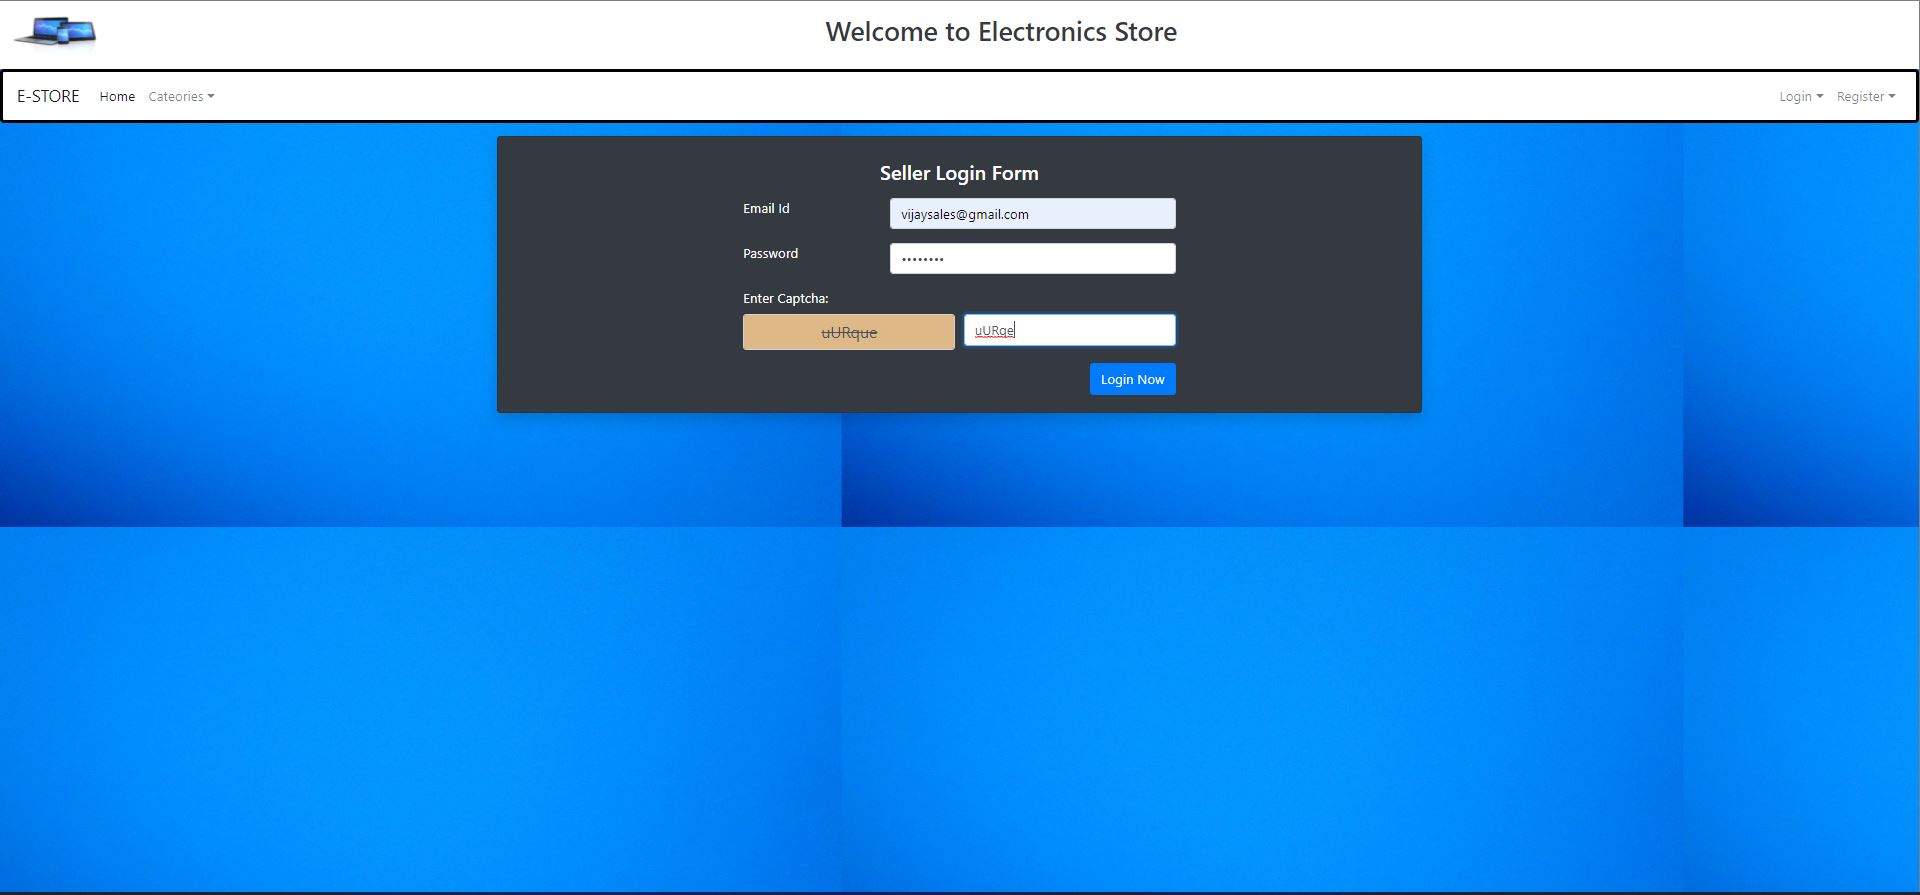 Welcome to Electronics Store
E-STORE Home Cateories Login Register
Seller Login Form
Email Id vijaysales@gmail.com
Password ••••••••
Enter Captcha:
uURque uURqe
Login Now